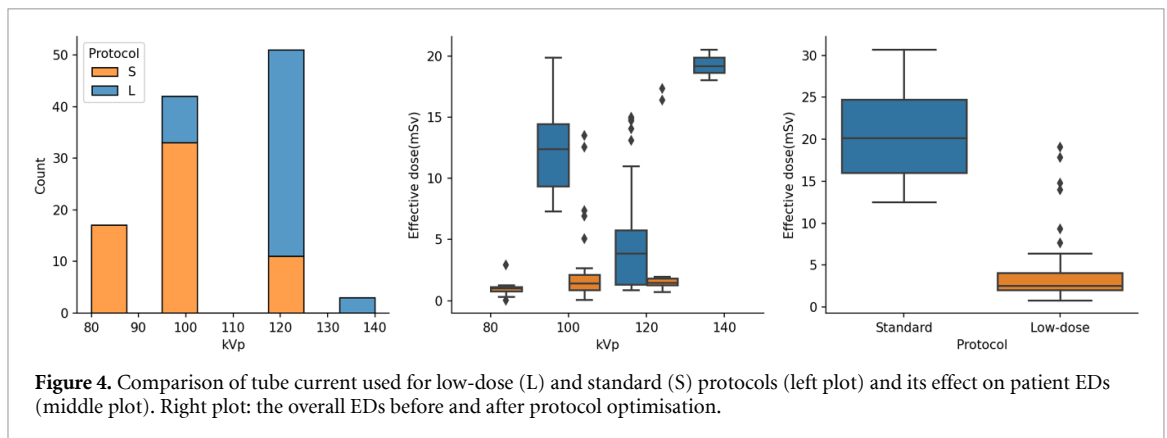 Protocol
S
L
50
40
30
20
10
0
Count
80 90 100 110 120 130 140
kVp
20
15
10
5
0
Effective dose(mSv)
80 100 120 140
kVp
30
25
20
15
10
5
0
Effective dose(mSv)
Standard Low-dose
Protocol
Figure 4. Comparison of tube current used for low-dose (L) and standard (S) protocols (left plot) and its effect on patient EDs
(middle plot). Right plot: the overall EDs before and after protocol optimisation.